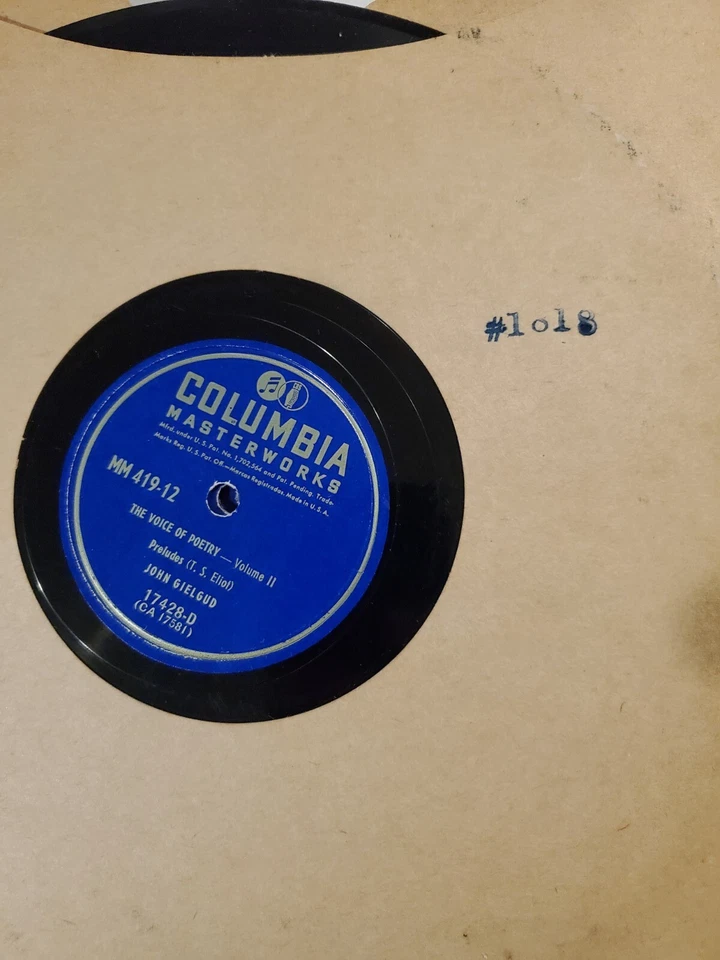 #1018
COLUMBIA
MASTERWORKS
Mfrd. under U. S. Pat. No. 1,702,564 and Pat. Pending. Trade-
Marks Reg. U. S. Pat. Off.—Marcas Registradas. Made in U. S. A.
MM 419-12
THE VOICE OF POETRY — Volume II
Preludes (T. S. Eliot)
JOHN GIELGUD
17428-D
(CA 17581)